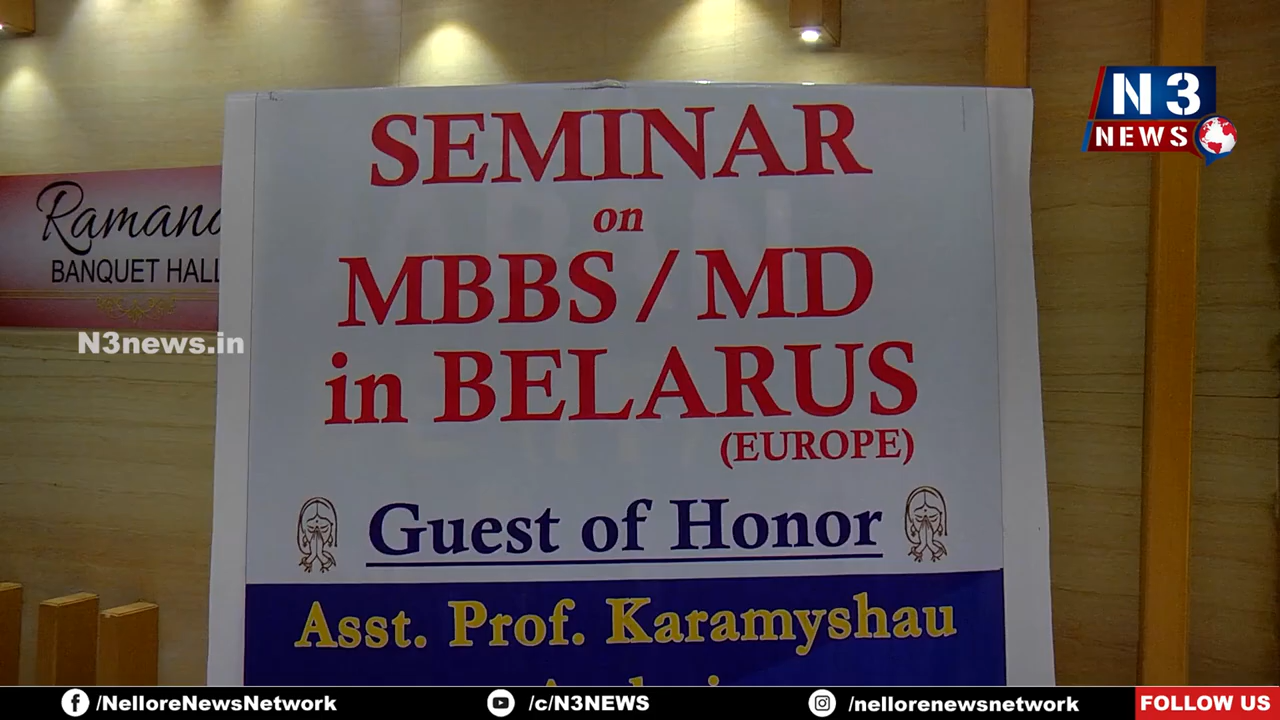 SEMINAR
on
MBBS / MD
in BELARUS
(EUROPE)
Guest of Honor
Asst. Prof. Karamyshau
BANQUET HALL
N3news.in
N3
NEWS
/NelloreNewsNetwork
/c/N3NEWS
/nellorenewsnetwork
FOLLOW US